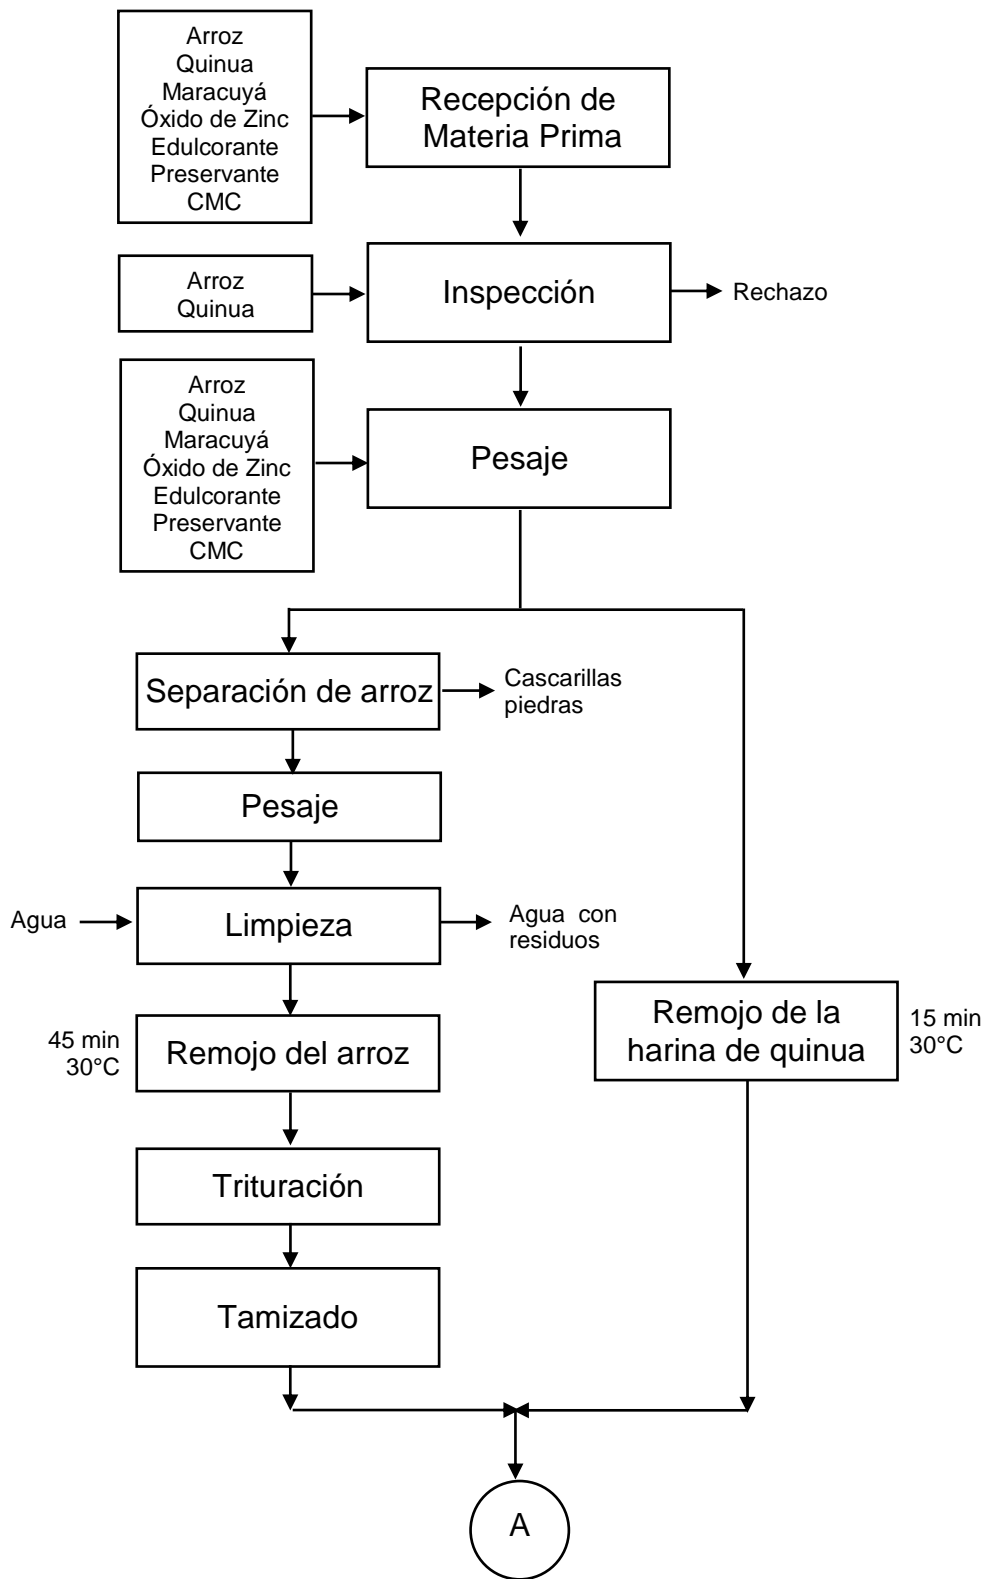 Arroz
Quinua
Maracuyá
Óxido de Zinc
Edulcorante
Preservante
CMC
Recepción de
Materia Prima
Arroz
Quinua
Inspección
Rechazo
Arroz
Quinua
Maracuyá
Óxido de Zinc
Edulcorante
Preservante
CMC
Pesaje
Separación de arroz
Cascarillas
piedras
Pesaje
Agua
Limpieza
Agua con
residuos
45 min
30°C
Remojo del arroz
Remojo de la
harina de quinua
15 min
30°C
Trituración
Tamizado
A